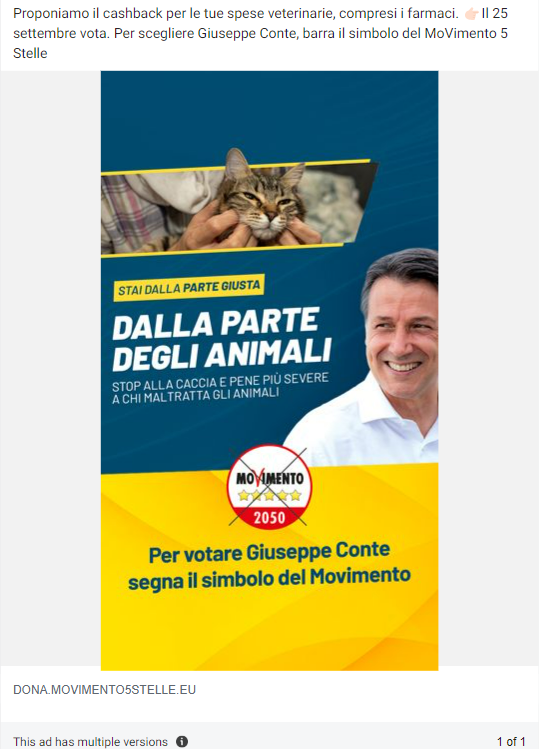 Proponiamo il cashback per le tue spese veterinarie, compresi i farmaci. 👉🏻Il 25
settembre vota. Per scegliere Giuseppe Conte, barra il simbolo del MoVimento 5
Stelle
STAI DALLA PARTE GIUSTA
DALLA PARTE
DEGLI ANIMALI
STOP ALLA CACCIA E PENE PIÙ SEVERE
A CHI MALTRATTA GLI ANIMALI
MOVIMENTO
2050
Per votare Giuseppe Conte
segna il simbolo del Movimento
DONA.MOVIMENTO5STELLE.EU
This ad has multiple versions
1 of 1